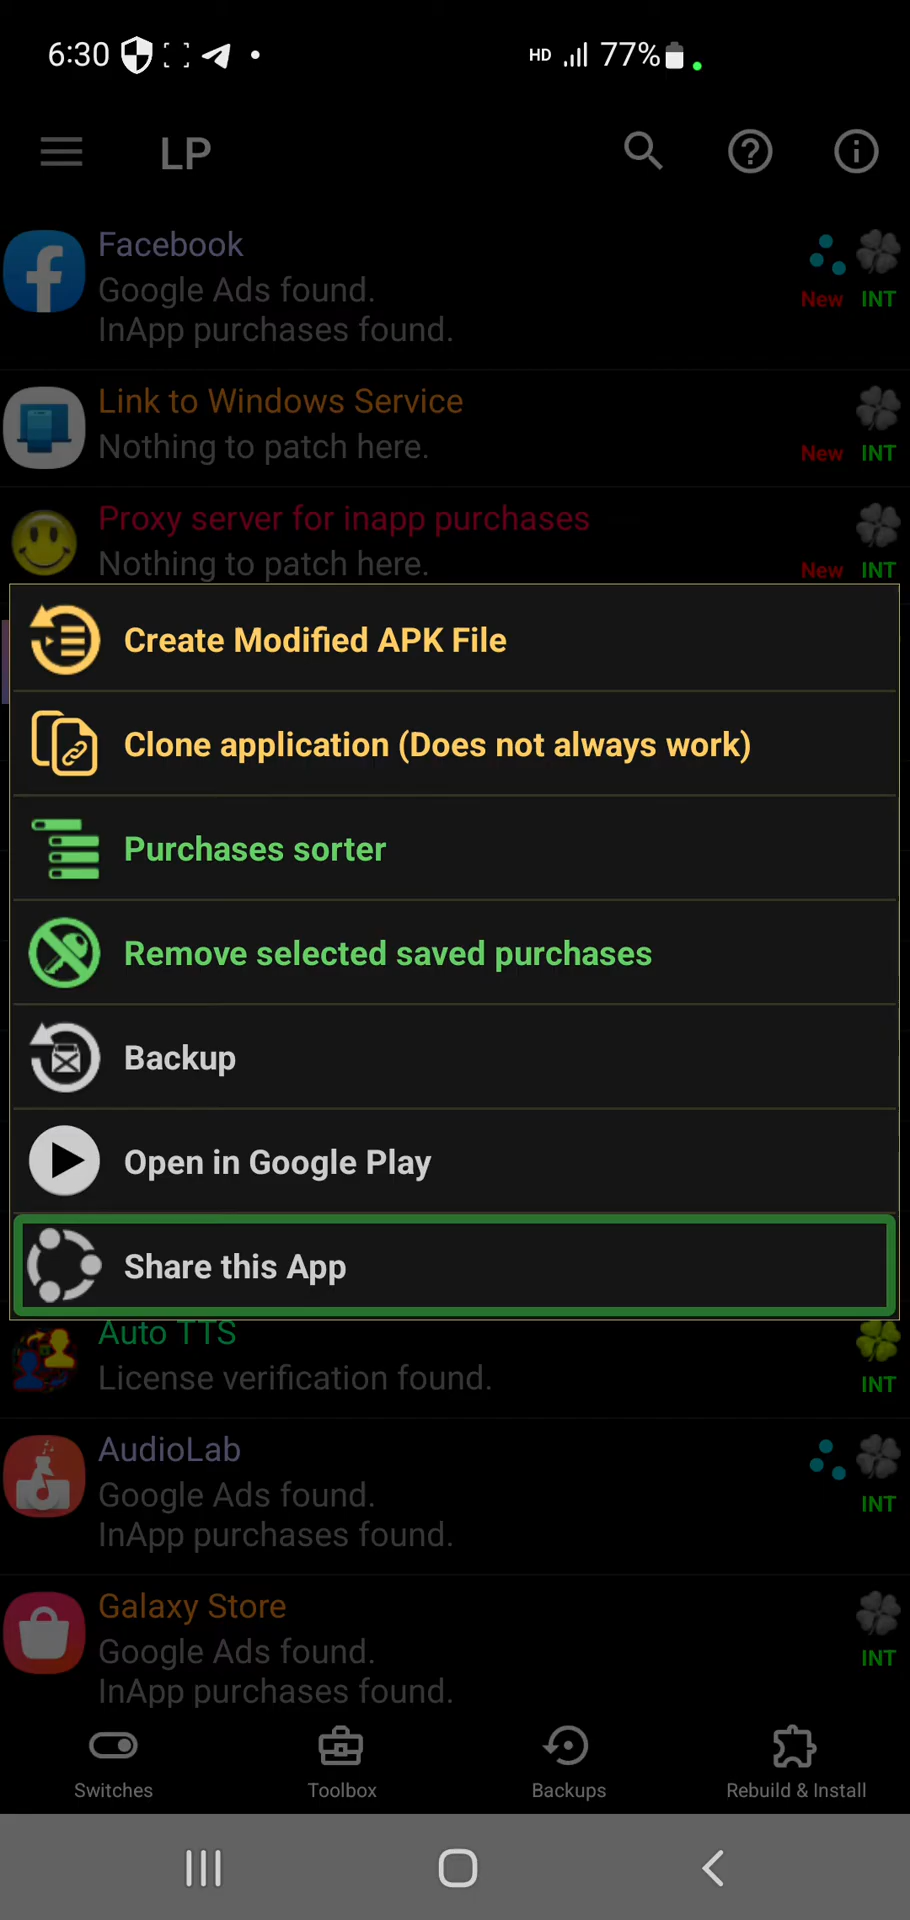 6:30
HD 77%
LP
Facebook
Google Ads found.
InApp purchases found.
New INT
Link to Windows Service
Nothing to patch here.
New INT
Proxy server for inapp purchases
Nothing to patch here.
New INT
Create Modified APK File
Clone application (Does not always work)
Purchases sorter
Remove selected saved purchases
Backup
Open in Google Play
Share this App
Auto TTS
License verification found.
INT
AudioLab
Google Ads found.
InApp purchases found.
INT
Galaxy Store
Google Ads found.
InApp purchases found.
INT
Switches
Toolbox
Backups
Rebuild & Install